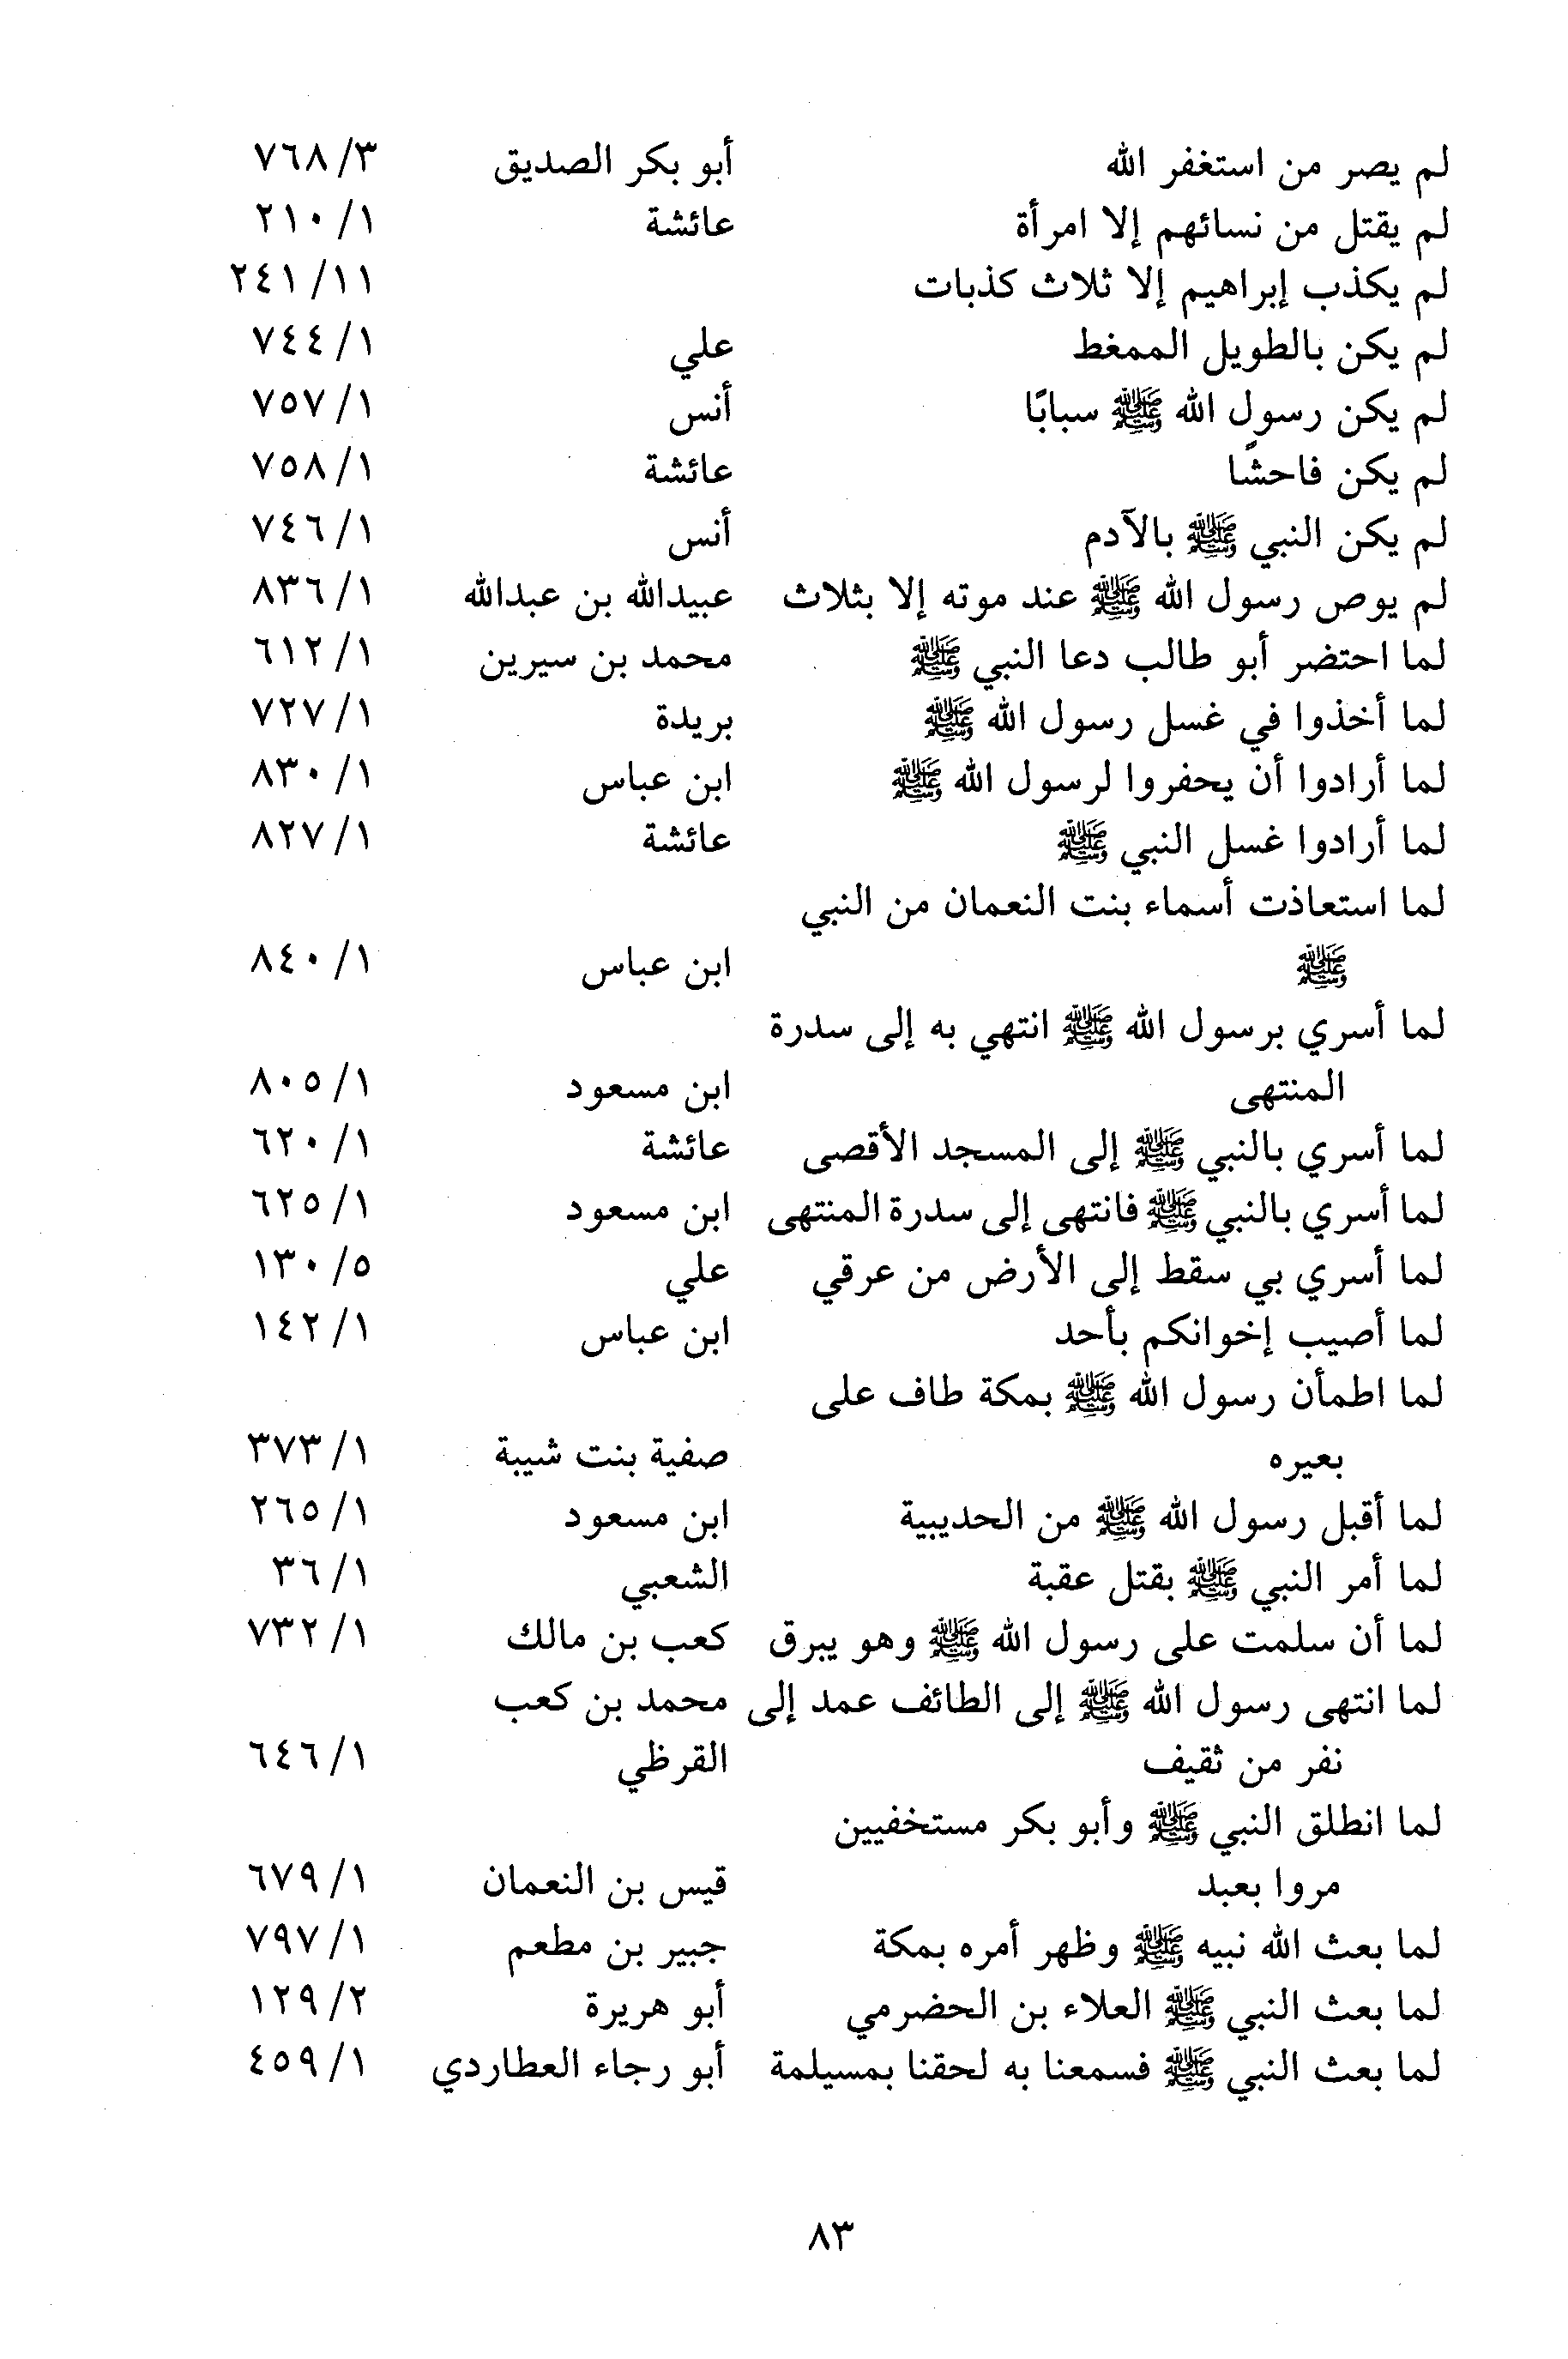 لم يصر من استغفر الله أبو بكر الصديق ٣/ ٧٦٨
لم يقتل من نسائهم إلا امرأة عائشة ١/ ٢١٠
لم يكذب إبراهيم إلا ثلاث كذبات ١١/ ٢٤١
لم يكن بالطويل الممغط علي ١/ ٧٤٤
لم يكن رسول الله ﷺ سبابًا أنس ١/ ٧٥٧
لم يكن فاحشًا عائشة ١/ ٧٥٨
لم يكن النبي ﷺ بالآدم أنس ١/ ٧٤٦
لم يوص رسول الله ﷺ عند موته إلا بثلاث عبيدالله بن عبدالله ١/ ٨٣٦
لما احتضر أبو طالب دعا النبي ﷺ محمد بن سيرين ١/ ٦١٢
لما أخذوا في غسل رسول الله ﷺ بريدة ١/ ٧٢٧
لما أرادوا أن يحفروا لرسول الله ﷺ ابن عباس ١/ ٨٣٠
لما أرادوا غسل النبي ﷺ عائشة ١/ ٨٢٧
لما استعاذت أسماء بنت النعمان من النبي
ﷺ ابن عباس ١/ ٨٤٠
لما أسري برسول الله ﷺ انتهي به إلى سدرة
المنتهى ابن مسعود ١/ ٨٠٥
لما أسري بالنبي ﷺ إلى المسجد الأقصى عائشة ١/ ٦٢٠
لما أسري بالنبي ﷺ فانتهى إلى سدرة المنتهى ابن مسعود ١/ ٦٢٥
لما أسري بي سقط إلى الأرض من عرقي علي ٥/ ١٣٠
لما أصيب إخوانكم بأحد ابن عباس ١/ ١٤٢
لما اطمأن رسول الله ﷺ بمكة طاف على
بعيره صفية بنت شيبة ١/ ٣٧٣
لما أقبل رسول الله ﷺ من الحديبية ابن مسعود ١/ ٢٦٥
لما أمر النبي ﷺ بقتل عقبة الشعبي ١/ ٣٦
لما أن سلمت على رسول الله ﷺ وهو يبرق كعب بن مالك ١/ ٧٣٢
لما انتهى رسول الله ﷺ إلى الطائف عمد إلى محمد بن كعب
نفر من ثقيف القرظي ١/ ٦٤٦
لما انطلق النبي ﷺ وأبو بكر مستخفيين
مروا بعبد قيس بن النعمان ١/ ٦٧٩
لما بعث الله نبيه ﷺ وظهر أمره بمكة جبير بن مطعم ١/ ٧٩٧
لما بعث النبي ﷺ العلاء بن الحضرمي أبو هريرة ٢/ ١٢٩
لما بعث النبي ﷺ فسمعنا به لحقنا بمسيلمة أبو رجاء العطاردي ١/ ٤٥٩
٨٣